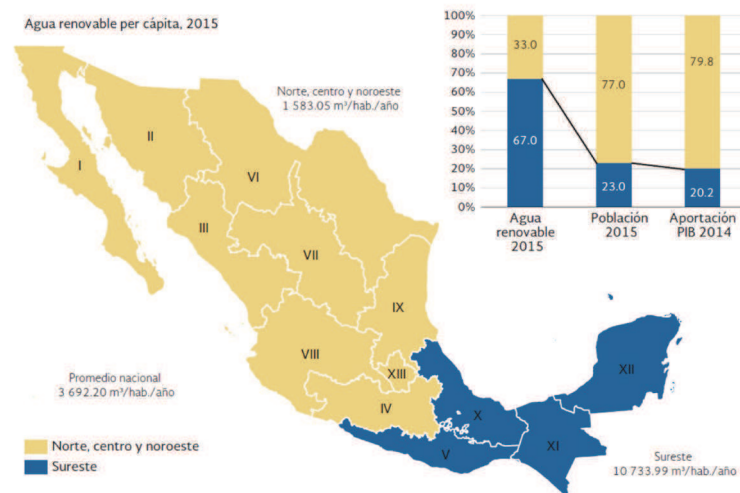 Agua renovable per cápita, 2015
Norte, centro y noroeste
1 583.05 m³/hab./año
I
II
VI
III
VII
IX
VIII
XIII
IV
X
V
XI
XII
Promedio nacional
3 692.20 m³/hab./año
Sureste
10 733.99 m³/hab./año
Norte, centro y noroeste
Sureste
100%
90%
80%
70%
60%
50%
40%
30%
20%
10%
0%
33.0
77.0
79.8
67.0
23.0
20.2
Agua
renovable
2015
Población
2015
Aportación
PIB 2014